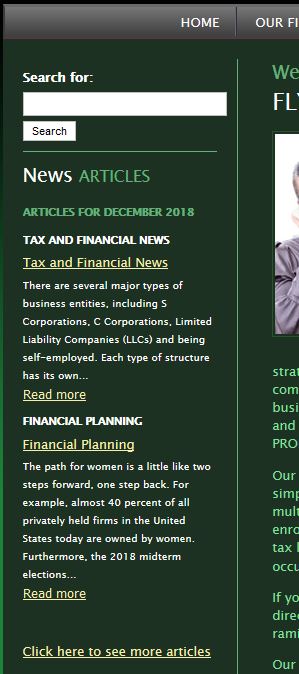 HOME
OUR FI
Search for:
Search
News ARTICLES
ARTICLES FOR DECEMBER 2018
TAX AND FINANCIAL NEWS
Tax and Financial News
There are several major types of
business entities, including S
Corporations, C Corporations, Limited
Liability Companies (LLCs) and being
self-employed. Each type of structure
has its own...
Read more
FINANCIAL PLANNING
Financial Planning
The path for women is a little like two
steps forward, one step back. For
example, almost 40 percent of all
privately held firms in the United
States today are owned by women.
Furthermore, the 2018 midterm
elections...
Read more
Click here to see more articles
We
FLY
strat
com
busi
and
PRO
Our
simp
mult
enro
tax l
occu
If yo
direc
rami
Our